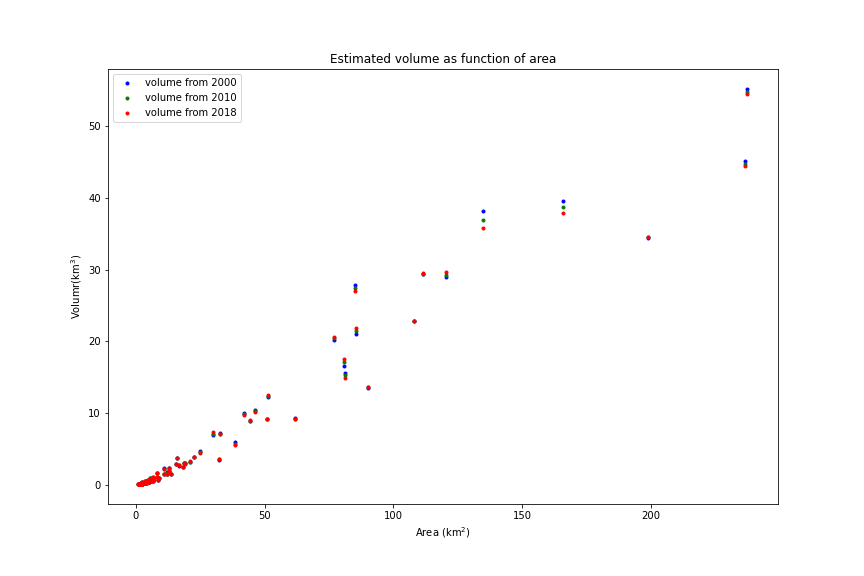 Estimated volume as function of area
volume from 2000
volume from 2010
volume from 2018
50
40
30
20
10
0
Volumr(km³)
0 50 100 150 200
Area (km²)